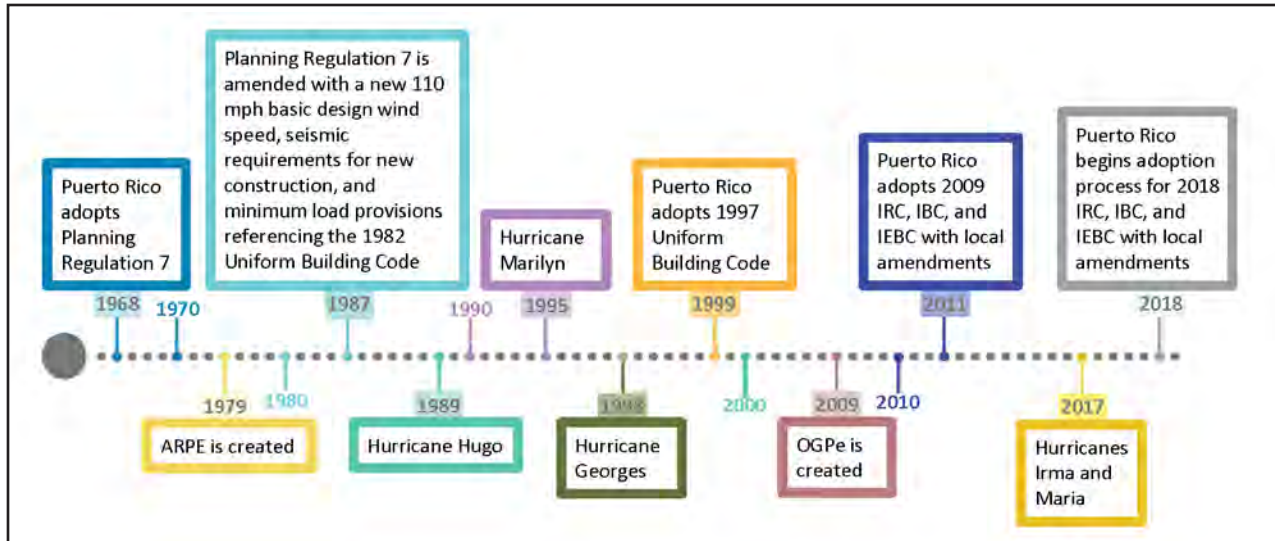 Planning Regulation 7 is
amended with a new 110
mph basic design wind
speed, seismic
requirements for new
construction, and
minimum load provisions
referencing the 1982
Uniform Building Code
Puerto Rico
adopts
Planning
Regulation 7
Hurricane
Marilyn
Puerto Rico
adopts 1997
Uniform
Building Code
Puerto Rico
adopts 2009
IRC, IBC, and
IEBC with local
amendments
Puerto Rico
begins adoption
process for 2018
IRC, IBC, and
IEBC with local
amendments
1968
1970
1987
1990
1995
1999
2011
2018
1979
1980
1989
1998
2000
2009
2010
2017
ARPE is created
Hurricane Hugo
Hurricane
Georges
OGPe is
created
Hurricanes
Irma and
Maria